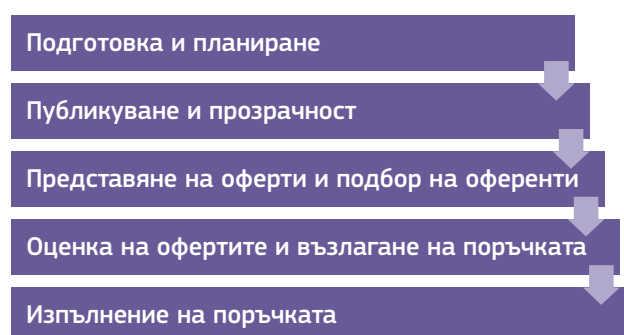 Подготовка и планиране
Публикуване и прозрачност
Представяне на оферти и подбор на оференти
Оценка на офертите и възлагане на поръчката
Изпълнение на поръчката